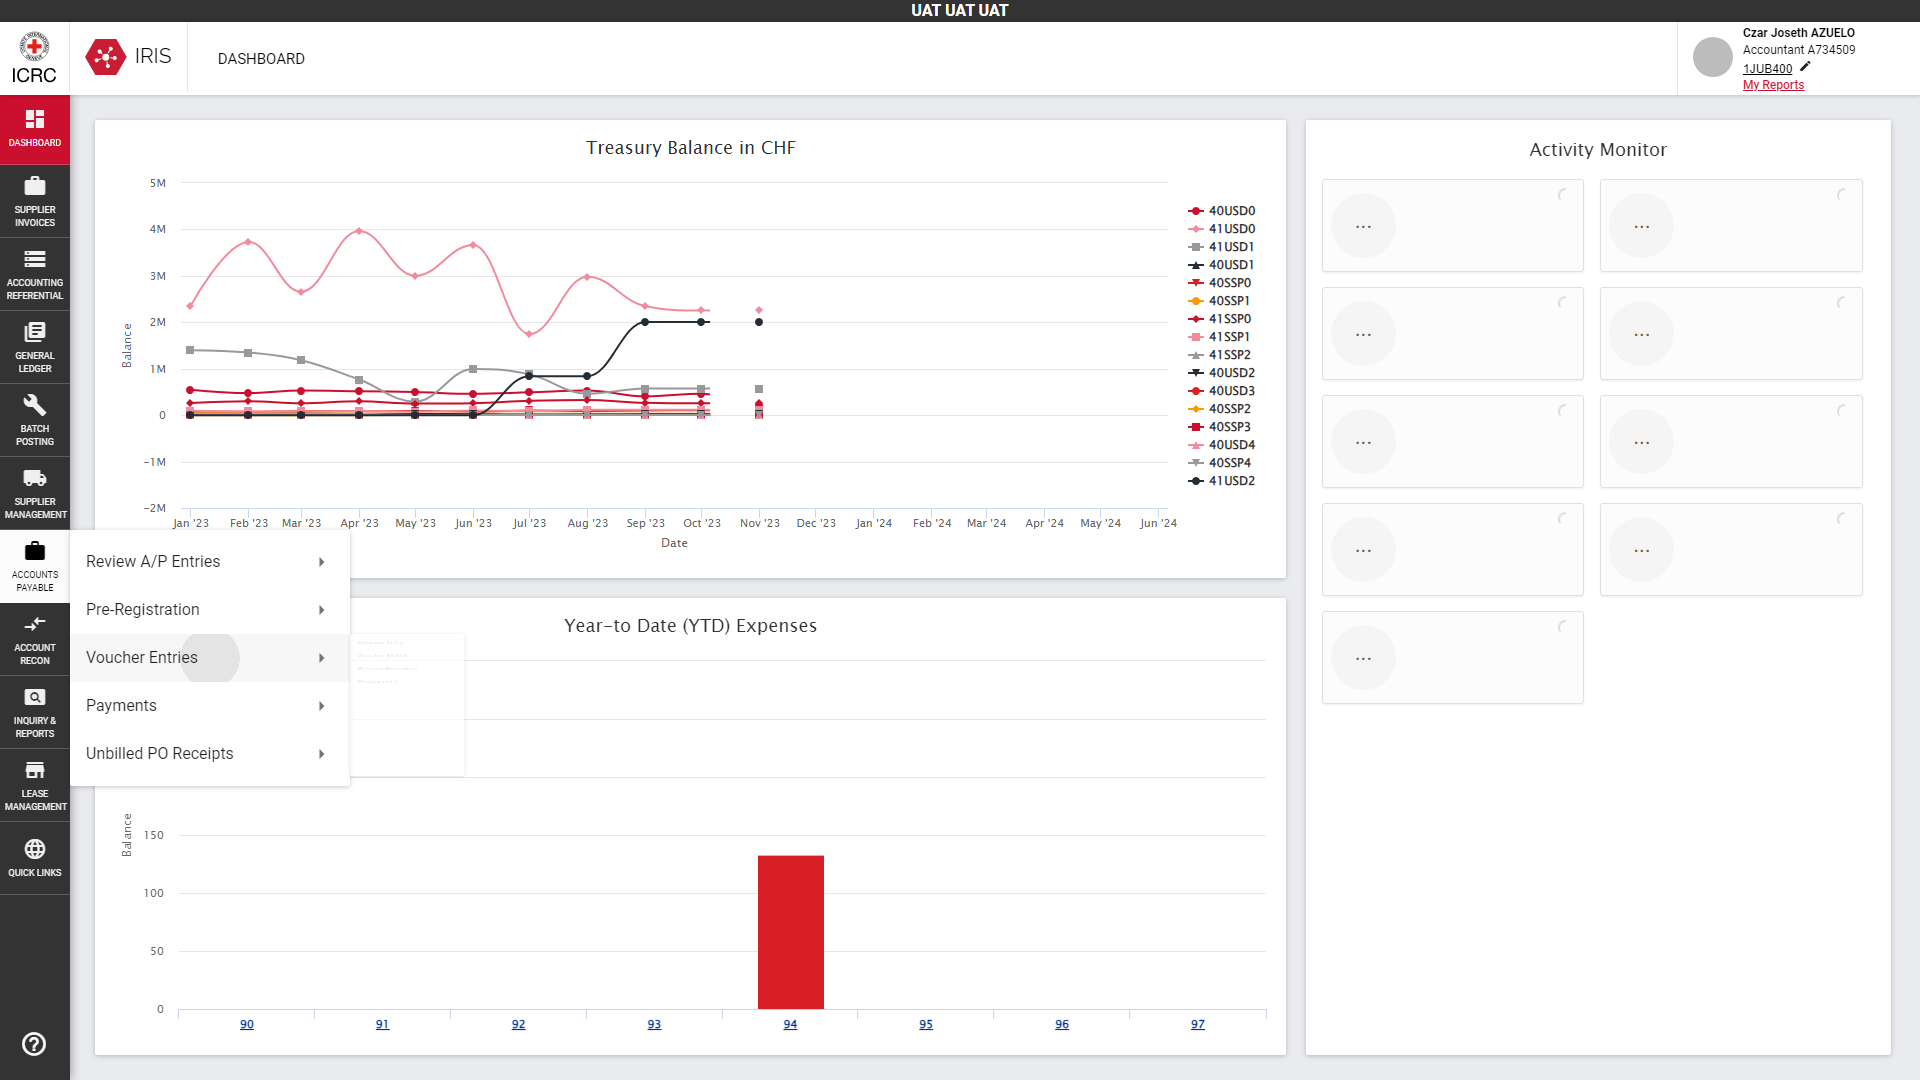 UAT UAT UAT
ICRC
IRIS
DASHBOARD
Czar Joseth AZUELO
Accountant A734509
1JUB400
My Reports
DASHBOARD
SUPPLIER
INVOICES
ACCOUNTING
REFERENTIAL
GENERAL
LEDGER
BATCH
POSTING
SUPPLIER
MANAGEMENT
ACCOUNTS
PAYABLE
ACCOUNT
RECON
INQUIRY &
REPORTS
LEASE
MANAGEMENT
QUICK LINKS
Review A/P Entries
Pre-Registration
Voucher Entries
Payments
Unbilled PO Receipts
Treasury Balance in CHF
5M
4M
3M
2M
1M
0
-1M
-2M
Balance
Jan '23 Feb '23 Mar '23 Apr '23 May '23 Jun '23 Jul '23 Aug '23 Sep '23 Oct '23 Nov '23 Dec '23 Jan '24 Feb '24 Mar '24 Apr '24 May '24 Jun '24
Date
40USD0
41USD0
41USD1
40USD1
40SSP0
40SSP1
41SSP0
41SSP1
41SSP2
40USD2
40USD3
40SSP2
40SSP3
40USD4
40SSP4
41USD2
Year-to Date (YTD) Expenses
Balance
150
100
50
0
90 91 92 93 94 95 96 97
Activity Monitor
... ...
... ...
... ...
... ...
...